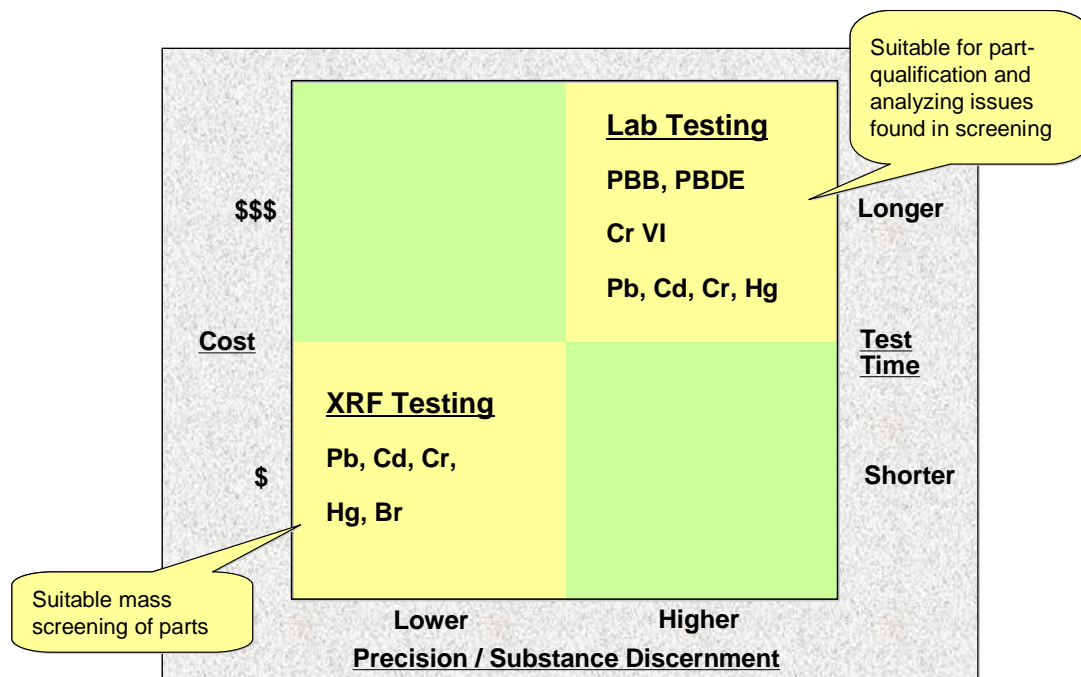 Suitable for part-
qualification and
analyzing issues
found in screening
Lab Testing
PBB, PBDE
$$$
Longer
Cr VI
Pb, Cd, Cr, Hg
Cost
Test
Time
XRF Testing
Pb, Cd, Cr,
$
Shorter
Hg, Br
Suitable mass
screening of parts
Lower
Higher
Precision / Substance Discernment